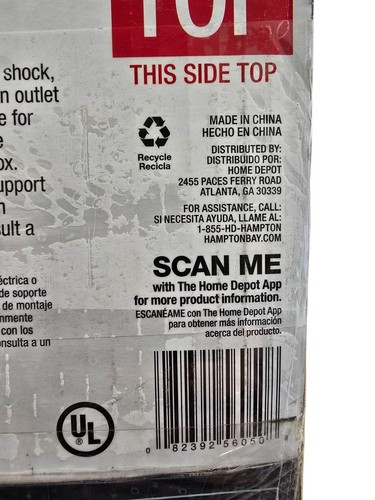 TOP
THIS SIDE TOP
shock,
n outlet
e for
e
ox.
upport
n
sult a
Recycle
Recicla
MADE IN CHINA
HECHO EN CHINA
DISTRIBUTED BY:
DISTRIBUIDO POR:
HOME DEPOT
2455 PACES FERRY ROAD
ATLANTA, GA 30339
FOR ASSISTANCE, CALL:
SI NECESITA AYUDA, LLAME AL:
1-855-HD-HAMPTON
HAMPTONBAY.COM
SCAN ME
with The Home Depot App
for more product information.
ESCANÉAME con The Home Depot App
para obtener más información
acerca del producto.
éctrica o
de soporte
de montaje
nmente
con los
onsulta a un
UL
0 82392 56050